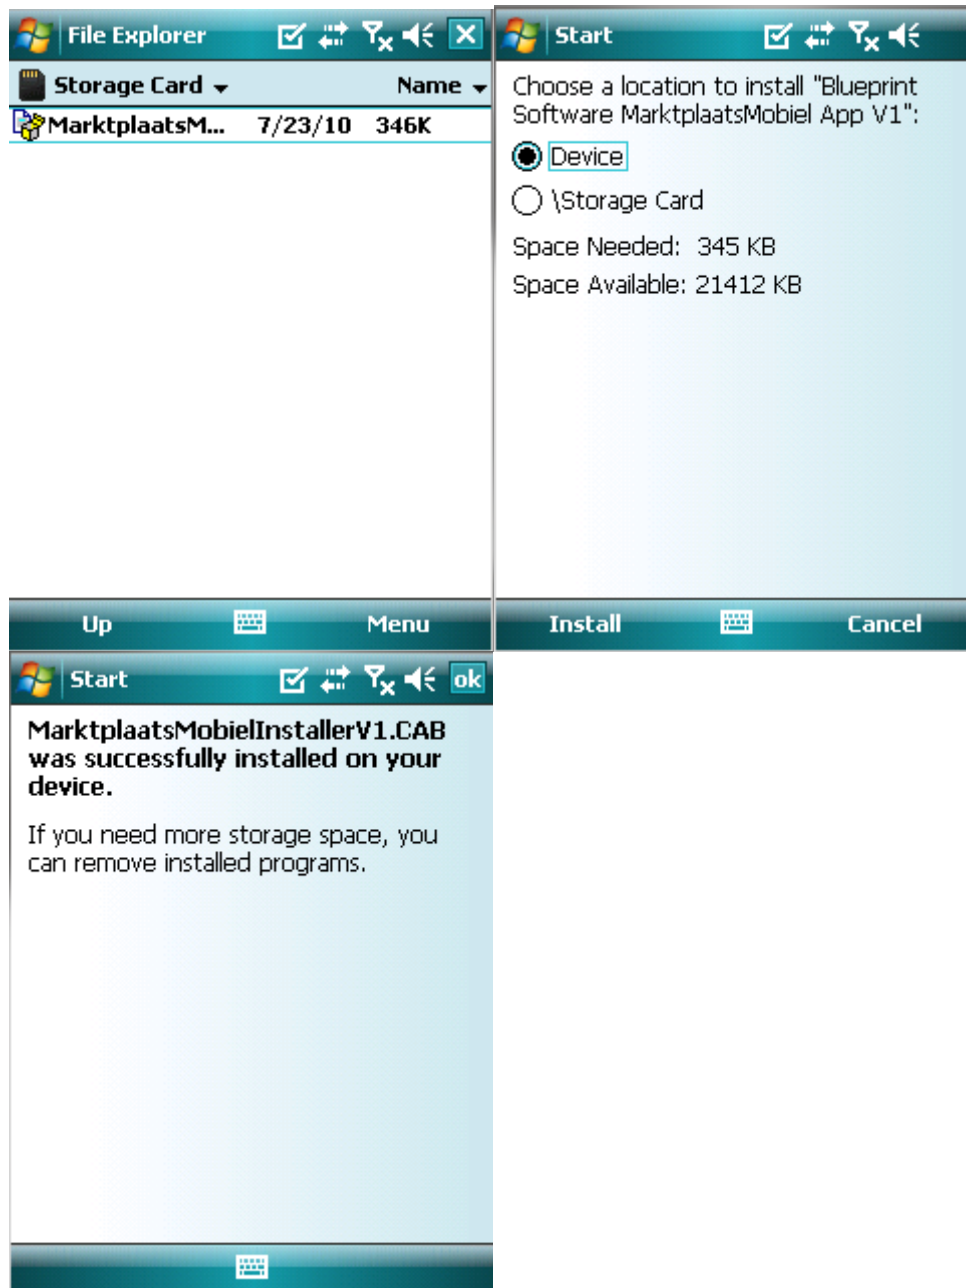 File Explorer
Storage Card
Name
MarktplaatsM... 7/23/10 346K
Up
Menu
Start
Choose a location to install "Blueprint
Software MarktplaatsMobiel App V1":
Device
\Storage Card
Space Needed: 345 KB
Space Available: 21412 KB
Install
Cancel
Start
ok
MarktplaatsMobielInstallerV1.CAB
was successfully installed on your
device.
If you need more storage space, you
can remove installed programs.